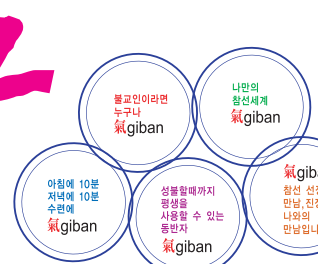 불교인이라면
누구나
氣giban
나만의
참선세계
氣giban
아침에 10분
저녁에 10분
수련에
氣giban
성불할때까지
평생을
사용할 수 있는
동반자
氣giban
氣giba
참선
만남,
나와의
만남입니